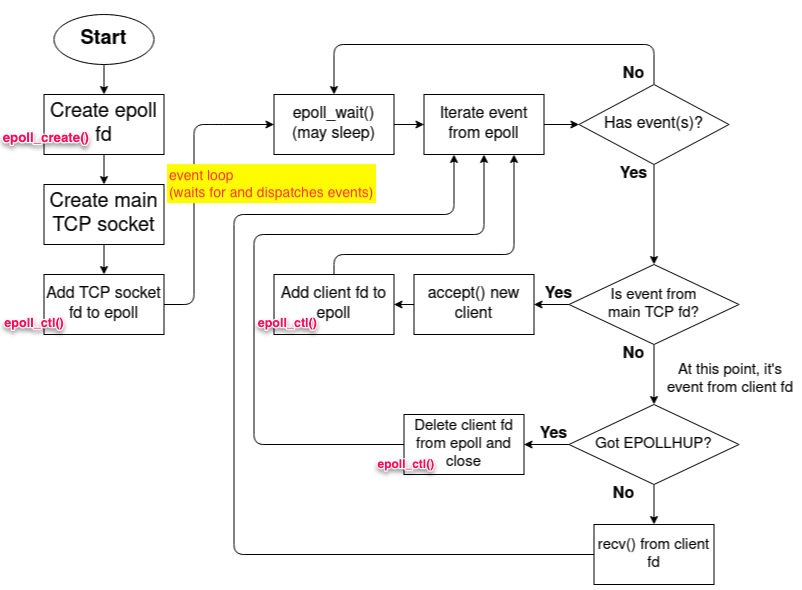 Start
Create epoll
fd
epoll_create()
Create main
TCP socket
Add TCP socket
fd to epoll
epoll_ctl()
event loop
(waits for and dispatches events)
epoll_wait()
(may sleep)
Iterate event
from epoll
No
Has event(s)?
Yes
Is event from
main TCP fd?
Yes
accept() new
client
Add client fd to
epoll
epoll_ctl()
No
At this point, it's
event from client fd
Got EPOLLHUP?
Yes
Delete client fd
from epoll and
close
epoll_ctl()
No
recv() from client
fd